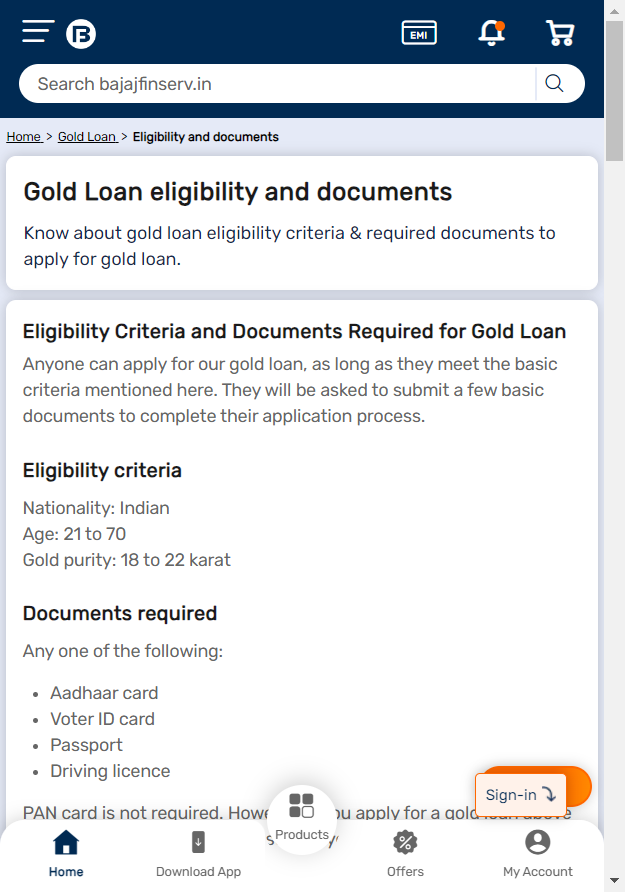 EMI
Search bajajfinserv.in
Home > Gold Loan > Eligibility and documents
Gold Loan eligibility and documents
Know about gold loan eligibility criteria & required documents to
apply for gold loan.
Eligibility Criteria and Documents Required for Gold Loan
Anyone can apply for our gold loan, as long as they meet the basic
criteria mentioned here. They will be asked to submit a few basic
documents to complete their application process.
Eligibility criteria
Nationality: Indian
Age: 21 to 70
Gold purity: 18 to 22 karat
Documents required
Any one of the following:
Aadhaar card
Voter ID card
Passport
Driving licence
Sign-in
PAN card is not required. ou apply for a gold loan above
Products
Home
Download App
Offers
My Account